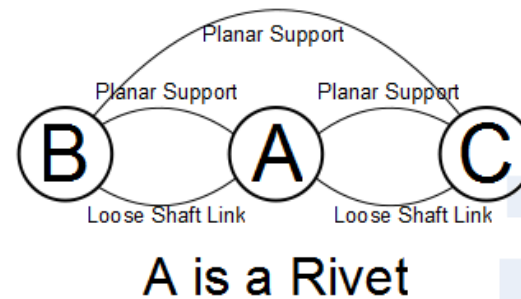 Planar Support
Planar Support Planar Support
B A C
Loose Shaft Link Loose Shaft Link
A is a Rivet